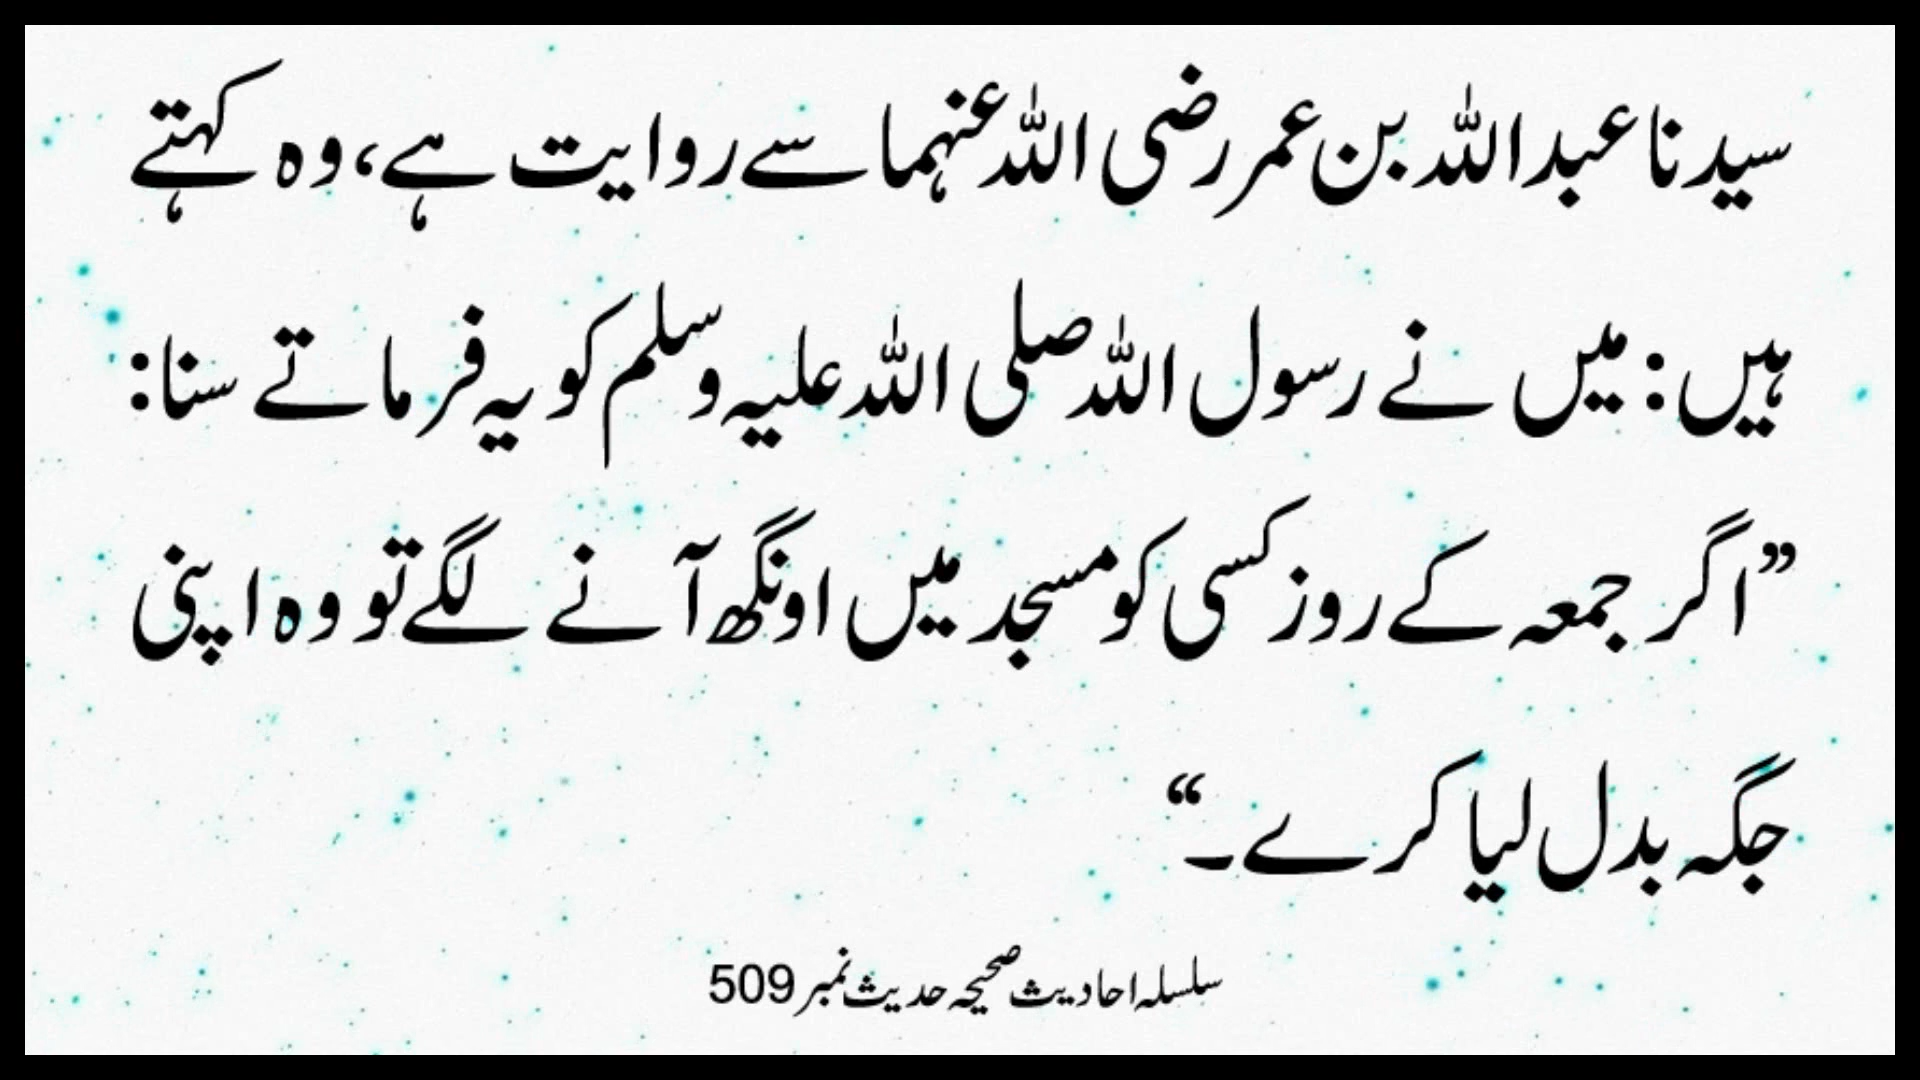 سیدنا عبداللہ بن عمر رضی اللہ عنہما سے روایت ہے، وہ کہتے
ہیں: میں نے رسول اللہ صلی اللہ علیہ وسلم کو یہ فرماتے سنا:
”اگر جمعہ کے روز کسی کو مسجد میں اونگھ آنے لگے تو وہ اپنی
جگہ بدل لیا کرے۔“
سلسلہ احادیث صحیحہ حدیث نمبر 509